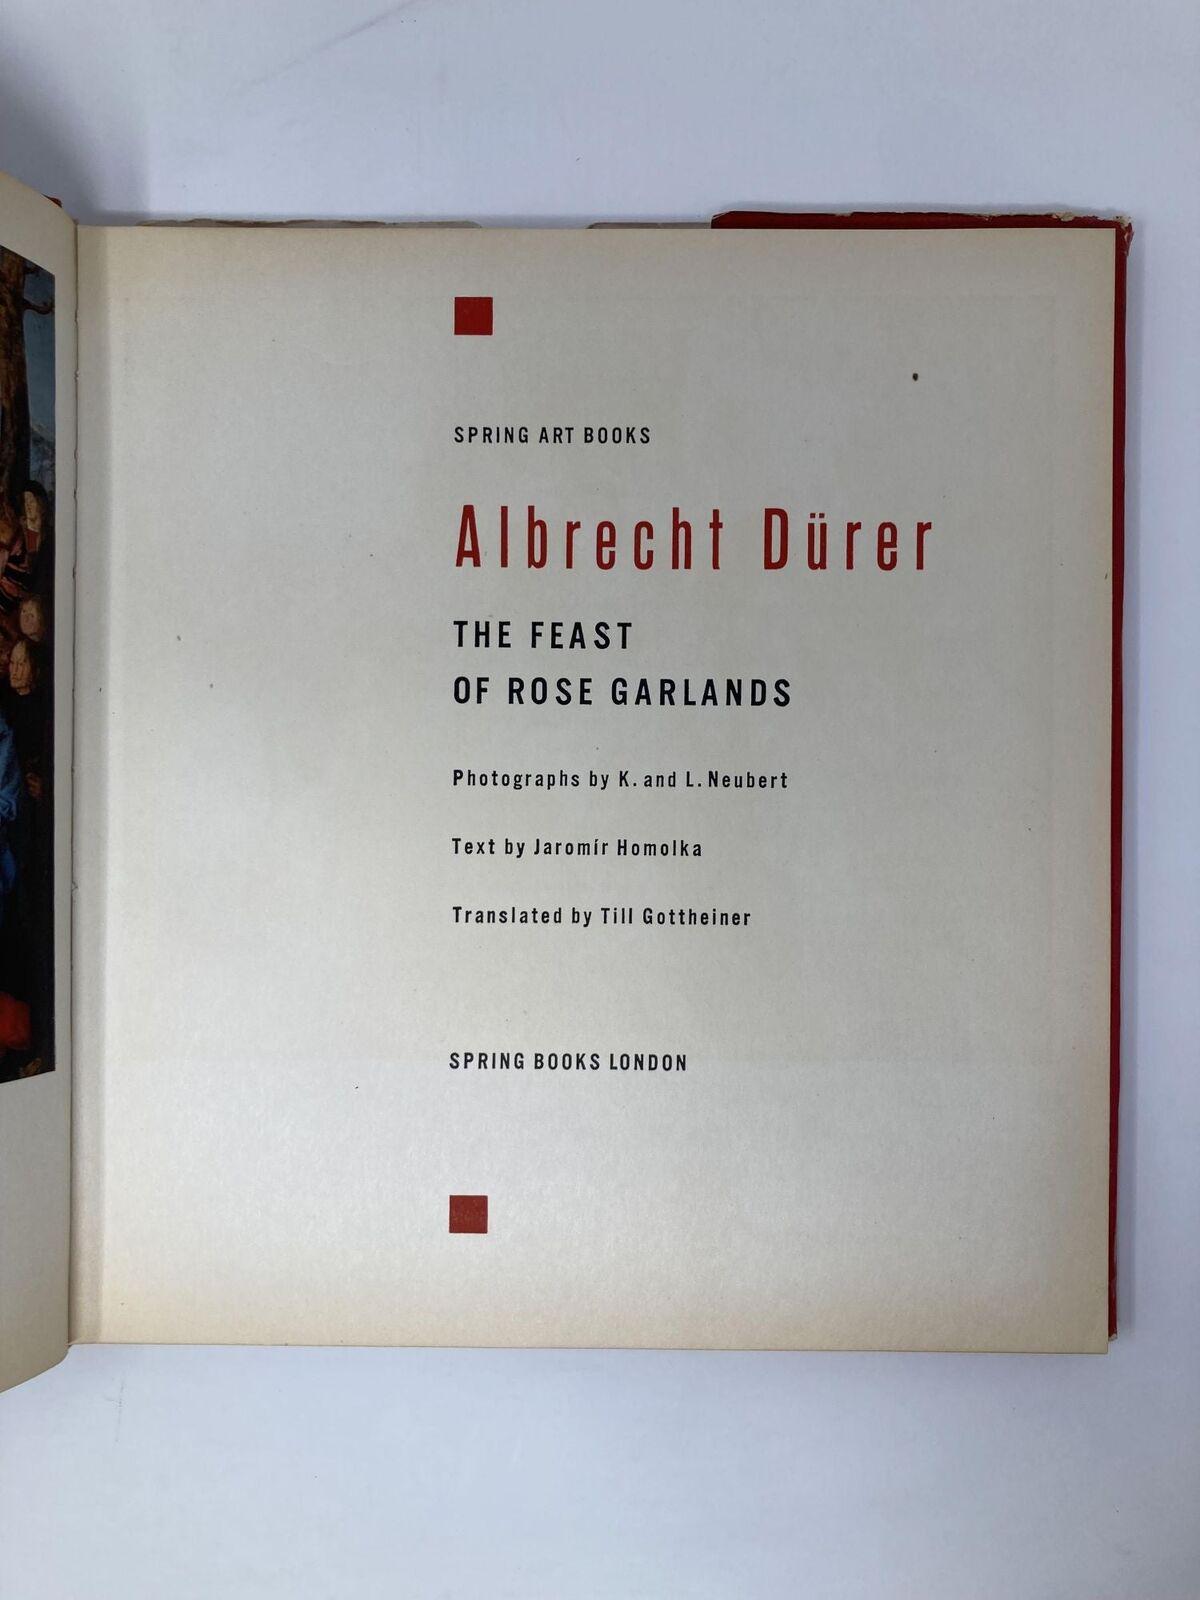 SPRING ART BOOKS
Albrecht Dürer
THE FEAST
OF ROSE GARLANDS
Photographs by K. and L. Neubert
Text by Jaromír Homolka
Translated by Till Gottheiner
SPRING BOOKS LONDON